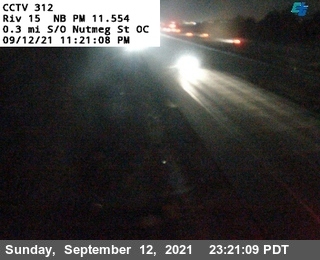 CCTV 312
Riv 15 NB PM 11.554
0.3 mi S/O Nutmeg St OC
09/12/21 11:21:08 PM
Sunday, September 12, 2021 23:21:09 PDT